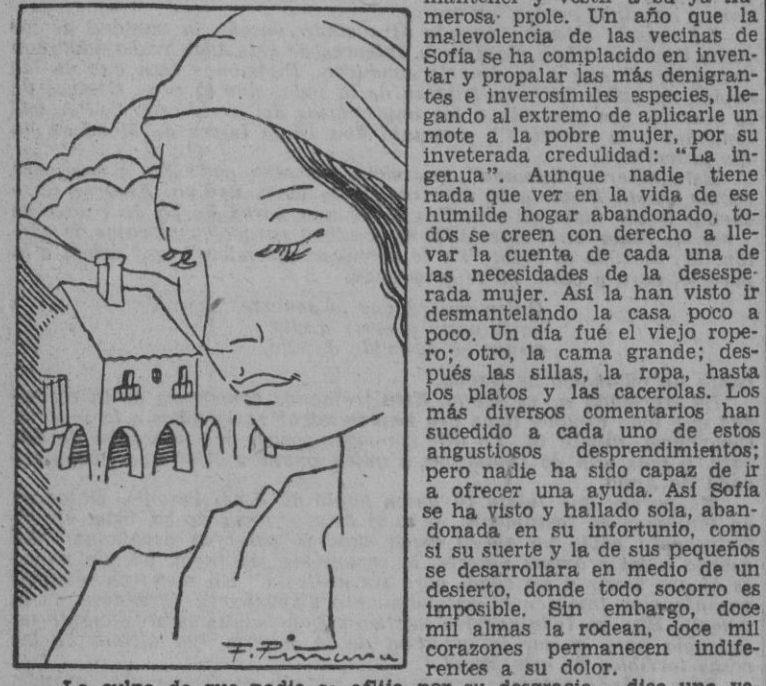 mantener y vestir a su ya nu-
merosa prole. Un año que la
malevolencia de las vecinas de
Sofía se ha complacido en inven-
tar y propalar las más denigran-
tes e inverosímiles especies, lle-
gando al extremo de aplicarle un
mote a la pobre mujer, por su
inveterada credulidad: "La in-
genua". Aunque nadie tiene
nada que ver en la vida de ese
humilde hogar abandonado, to-
dos se creen con derecho a lle-
var la cuenta de cada una de
las necesidades de la desespe-
rada mujer. Así la han visto ir
desmantelando la casa poco a
poco. Un día fué el viejo rope-
ro; otro, la cama grande; des-
pués las sillas, la ropa, hasta
los platos y las cacerolas. Los
más diversos comentarios han
sucedido a cada uno de estos
angustiosos desprendimientos;
pero nadie ha sido capaz de ir
a ofrecer una ayuda. Así Sofía
se ha visto y hallado sola, aban-
donada en su infortunio, como
si su suerte y la de sus pequeños
se desarrollara en medio de un
desierto, donde todo socorro es
imposible. Sin embargo, doce
mil almas la rodean, doce mil
corazones permanecen indife-
rentes a su dolor.